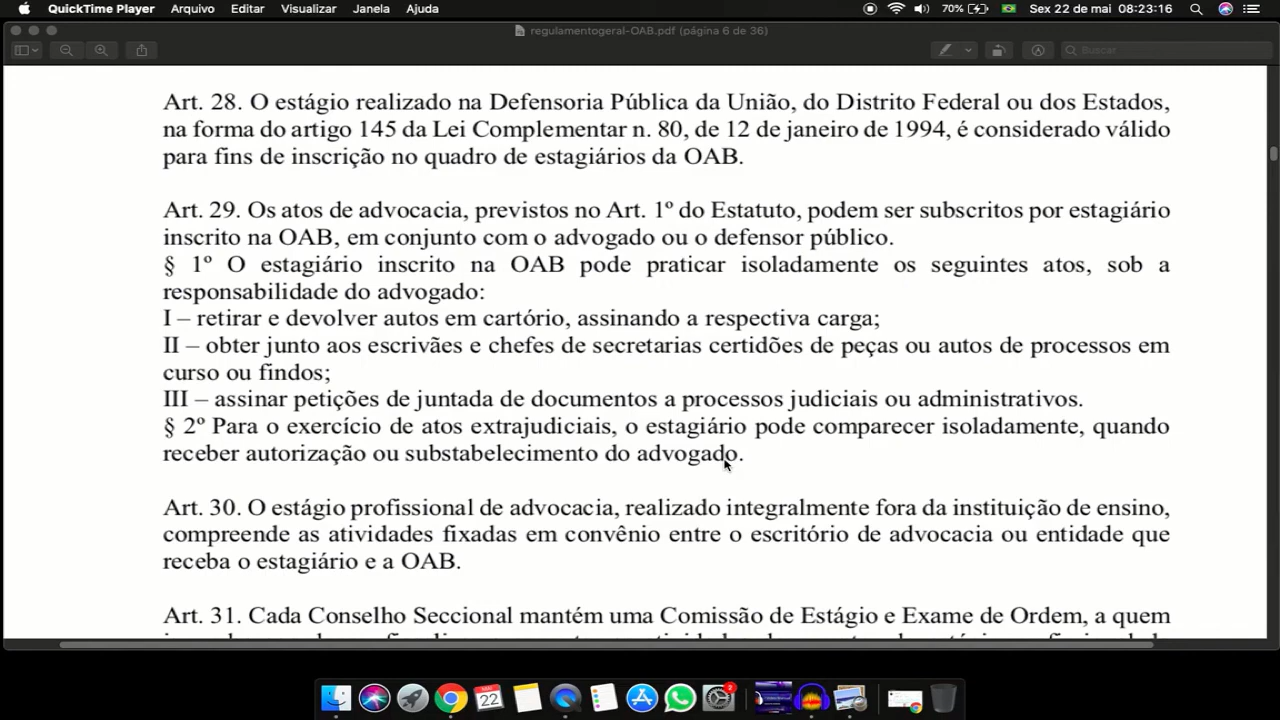 QuickTime Player Arquivo Editar Visualizar Janela Ajuda 70% Sex 22 de mai 08:23:16
regulamentogeral-OAB.pdf (página 6 de 36)
Buscar
Art. 28. O estágio realizado na Defensoria Pública da União, do Distrito Federal ou dos Estados,
na forma do artigo 145 da Lei Complementar n. 80, de 12 de janeiro de 1994, é considerado válido
para fins de inscrição no quadro de estagiários da OAB.
Art. 29. Os atos de advocacia, previstos no Art. 1º do Estatuto, podem ser subscritos por estagiário
inscrito na OAB, em conjunto com o advogado ou o defensor público.
§ 1º O estagiário inscrito na OAB pode praticar isoladamente os seguintes atos, sob a
responsabilidade do advogado:
I – retirar e devolver autos em cartório, assinando a respectiva carga;
II – obter junto aos escrivães e chefes de secretarias certidões de peças ou autos de processos em
curso ou findos;
III – assinar petições de juntada de documentos a processos judiciais ou administrativos.
§ 2º Para o exercício de atos extrajudiciais, o estagiário pode comparecer isoladamente, quando
receber autorização ou substabelecimento do advogado.
Art. 30. O estágio profissional de advocacia, realizado integralmente fora da instituição de ensino,
compreende as atividades fixadas em convênio entre o escritório de advocacia ou entidade que
receba o estagiário e a OAB.
Art. 31. Cada Conselho Seccional mantém uma Comissão de Estágio e Exame de Ordem, a quem
22